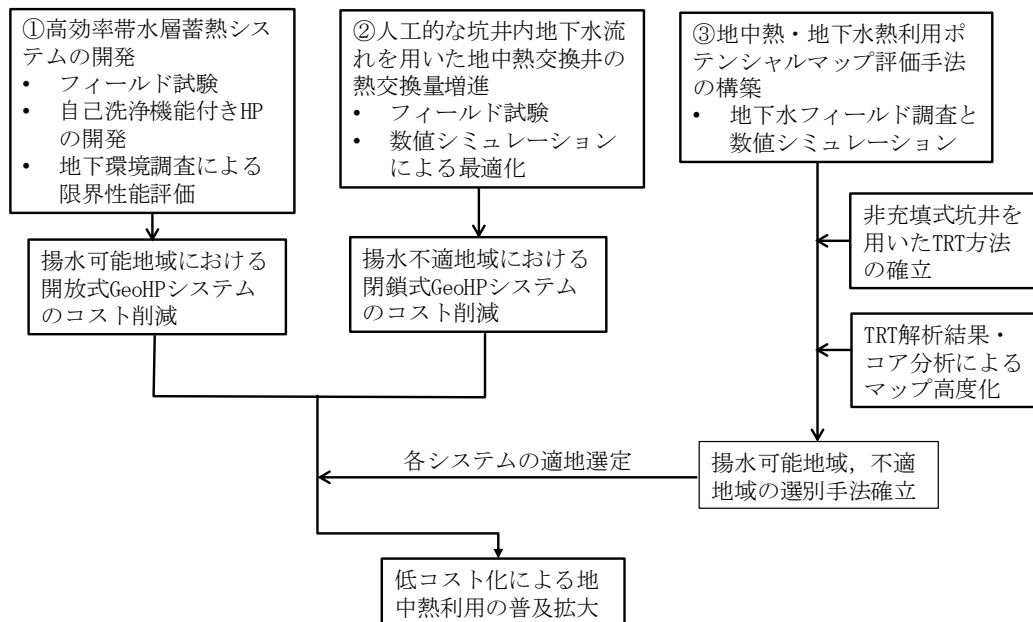 ①高効率帯水層蓄熱シス
テムの開発
• フィールド試験
• 自己洗浄機能付きHP
の開発
• 地下環境調査による
限界性能評価
②人工的な坑井内地下水流
れを用いた地中熱交換井の
熱交換量増進
• フィールド試験
• 数値シミュレーション
による最適化
③地中熱・地下水熱利用ポ
テンシャルマップ評価手法
の構築
• 地下水フィールド調査と
数値シミュレーション
非充填式坑井を
用いたTRT方法
の確立
揚水可能地域における
開放式GeoHPシステム
のコスト削減
揚水不適地域における
閉鎖式GeoHPシステム
のコスト削減
TRT解析結果・
コア分析による
マップ高度化
各システムの適地選定
揚水可能地域，不適
地域の選別手法確立
低コスト化による地
中熱利用の普及拡大